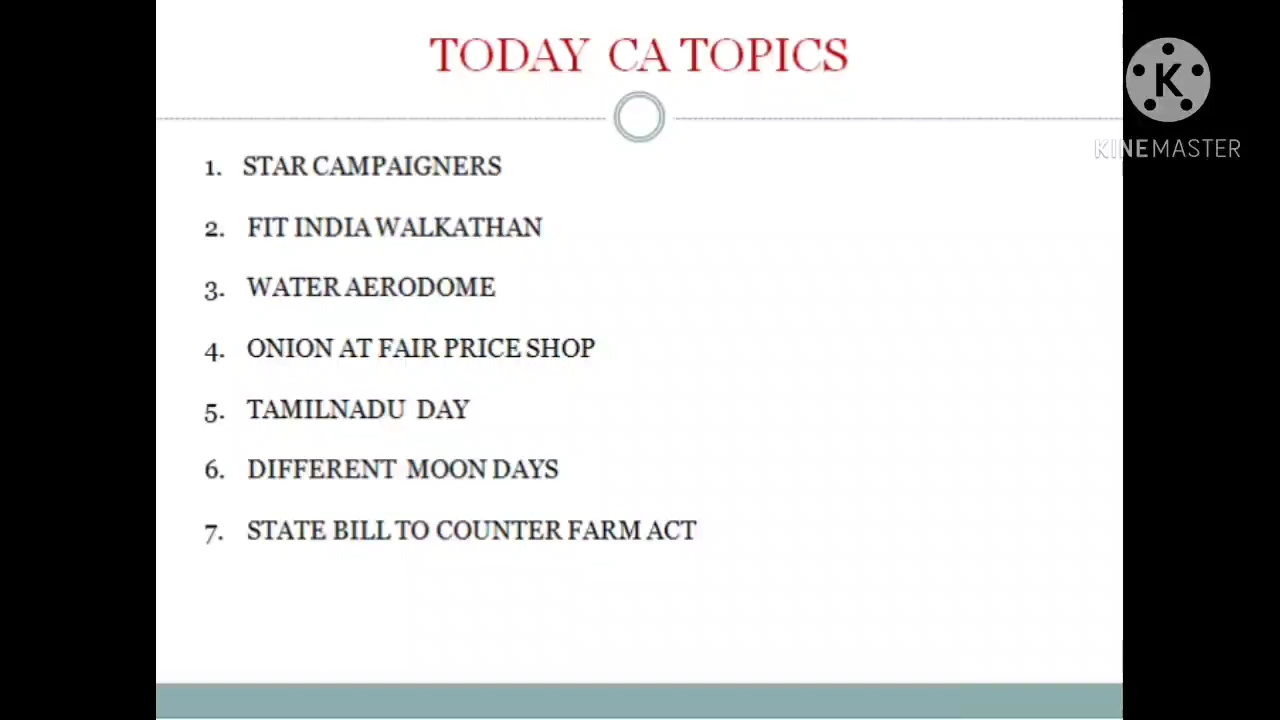 TODAY CA TOPICS
K
KINEMASTER
1. STAR CAMPAIGNERS
2. FIT INDIA WALKATHAN
3. WATER AERODOME
4. ONION AT FAIR PRICE SHOP
5. TAMILNADU DAY
6. DIFFERENT MOON DAYS
7. STATE BILL TO COUNTER FARM ACT